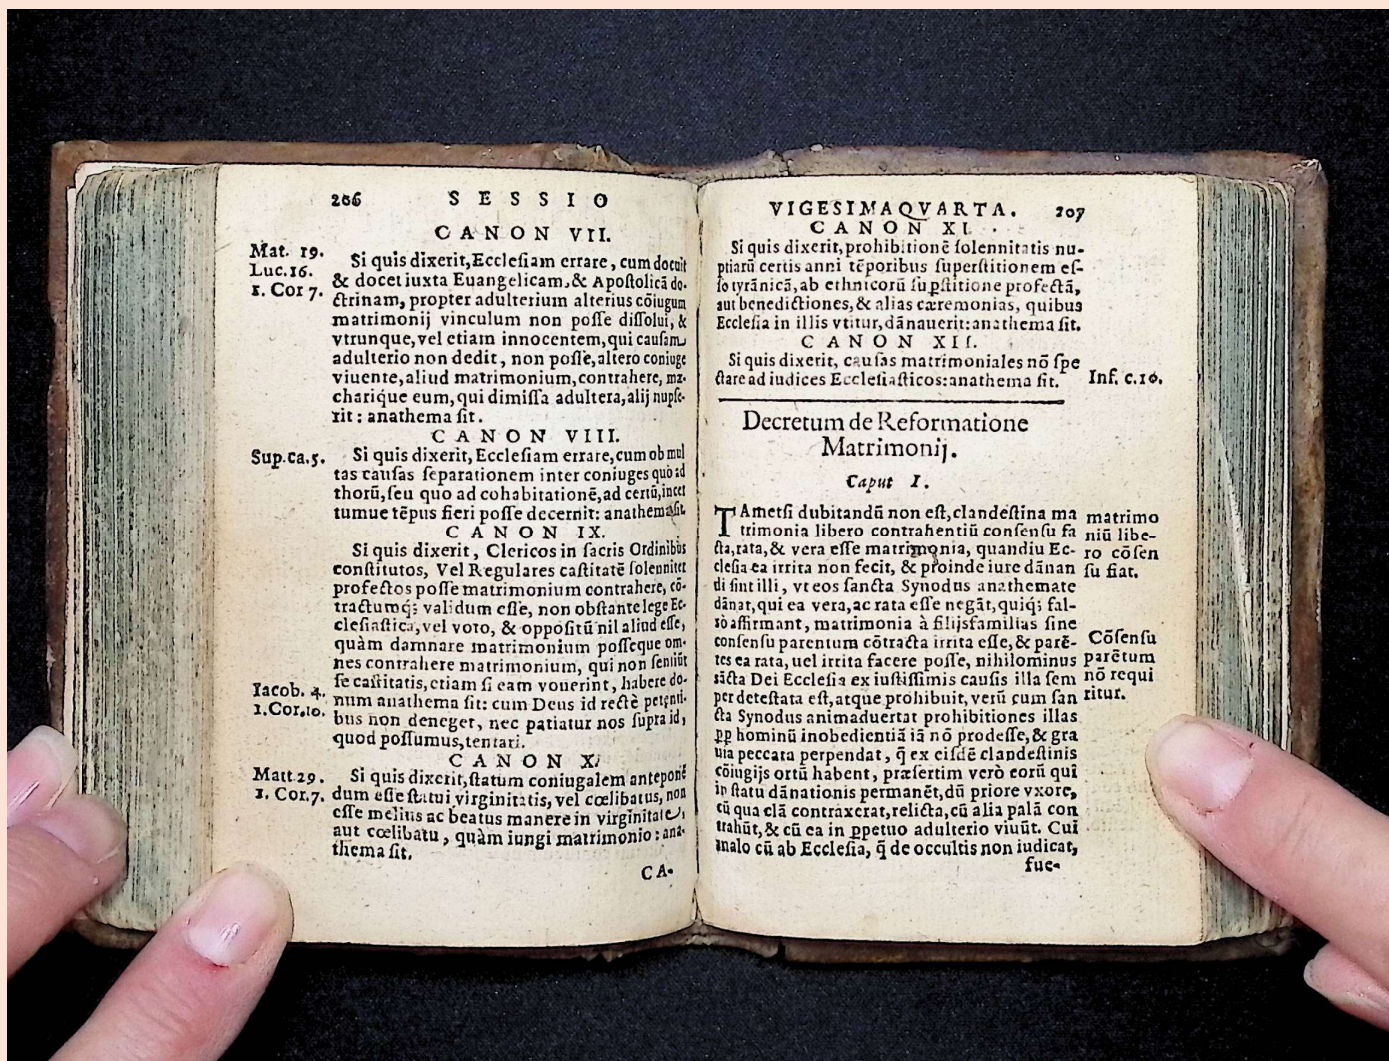 206 SESSIO
CANON VII.
Mat. 19.
Luc. 16.
1. Cor 7.
Si quis dixerit, Ecclesiam errare, cum docuit
& docet iuxta Euangelicam, & Apostolicā do-
ctrinam, propter adulterium alterius cōiugum
matrimonij vinculum non posse dissolui, &
vtrunque, vel etiam innocentem, qui causam
adulterio non dedit, non posse, altero coniuge
viuente, aliud matrimonium, contrahere, mæ-
charique eum, qui dimissa adultera, alij nupse-
rit : anathema sit.
CANON VIII.
Sup. ca. 5.
Si quis dixerit, Ecclesiam errare, cum ob mul
tas causas separationem inter coniuges quo ad
thorū, seu quo ad cohabitationē, ad certū, incer
tumue tēpus fieri posse decernit: anathema sit.
CANON IX.
Si quis dixerit, Clericos in sacris Ordinibus
constitutos, Vel Regulares castitatē solenniter
profectos posse matrimonium contrahere, cō-
tractumq; validum esse, non obstante lege Ec-
clesiastica, vel voto, & oppositū nil aliud esse,
quàm damnare matrimonium posseque om-
nes contrahere matrimonium, qui non sentiūt
se castitatis, etiam si eam vouerint, habere do-
Iacob. 4.
1. Cor. 10.
num anathema sit: cum Deus id rectè petenti-
bus non deneget, nec patiatur nos supra id,
quod possumus, tentari.
CANON X.
Matt 29.
1. Cor. 7.
Si quis dixerit, statum coniugalem anteponē
dum esse statui virginitatis, vel cœlibatus, non
esse melius ac beatus manere in virginitate,
aut cœlibatu, quàm iungi matrimonio : ana-
thema sit.
CA-
VIGESIMAQVARTA. 207
CANON XI.
Si quis dixerit, prohibitionē solennitatis nu-
ptiarū certis anni tēporibus superstitionem es-
se tyrānicā, ab ethnicorū suꝑstitione profectā,
aut benedictiones, & alias cæremonias, quibus
Ecclesia in illis vtitur, dānauerit: anathema sit.
CANON XII.
Si quis dixerit, causas matrimoniales nō spe
ctare ad iudices Ecclesiasticos: anathema sit.
Inf. c. 10.
Decretum de Reformatione
Matrimonij.
Caput I.
TAmetsi dubitandū non est, clandestina ma
trimonia libero contrahentiū consensu fa
cta, rata, & vera esse matrimonia, quandiu Ec-
clesia ea irrita non fecit, & proinde iure dānan
di sint illi, vt eos sancta Synodus anathemate
dānat, qui ea vera, ac rata esse negāt, quiq; fal-
sò affirmant, matrimonia à filijsfamilias sine
consensu parentum cōtracta irrita esse, & parē-
tes ea rata, uel irrita facere posse, nihilominus
sācta Dei Ecclesia ex iustissimis causis illa sem
per detestata est, atque prohibuit, verū cum san
cta Synodus animaduertat prohibitiones illas
ꝓp hominū inobedientiā iā nō prodesse, & gra
uia peccata perpendat, q̄ ex eisdē clandestinis
cōiugijs ortū habent, præsertim verò eorū qui
in statu dānationis permanēt, dū priore vxore,
cū qua clā contraxerāt, relicta, cū alia palā con
trahūt, & cū ea in ꝑpetuo adulterio viuūt. Cui
malo cū ab Ecclesia, q̄ de occultis non iudicat,
fue-
matrimo
niū libe-
ro cōsen
su fiat.
Cōsensu
parētum
nō requi
ritur.